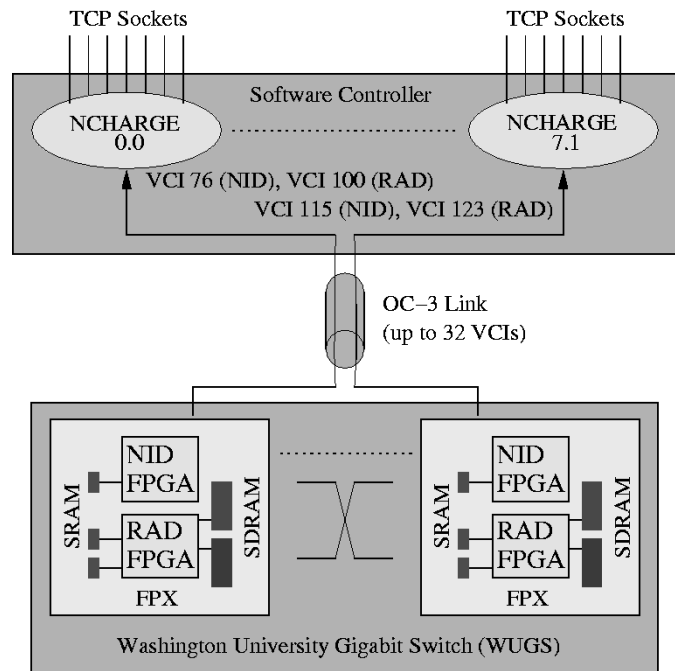 TCP Sockets
TCP Sockets
Software Controller
NCHARGE
0.0
NCHARGE
7.1
VCI 76 (NID), VCI 100 (RAD)
VCI 115 (NID), VCI 123 (RAD)
OC−3 Link
(up to 32 VCIs)
NID
FPGA
RAD
FPGA
SRAM
SDRAM
FPX
NID
FPGA
RAD
FPGA
SRAM
SDRAM
FPX
Washington University Gigabit Switch (WUGS)